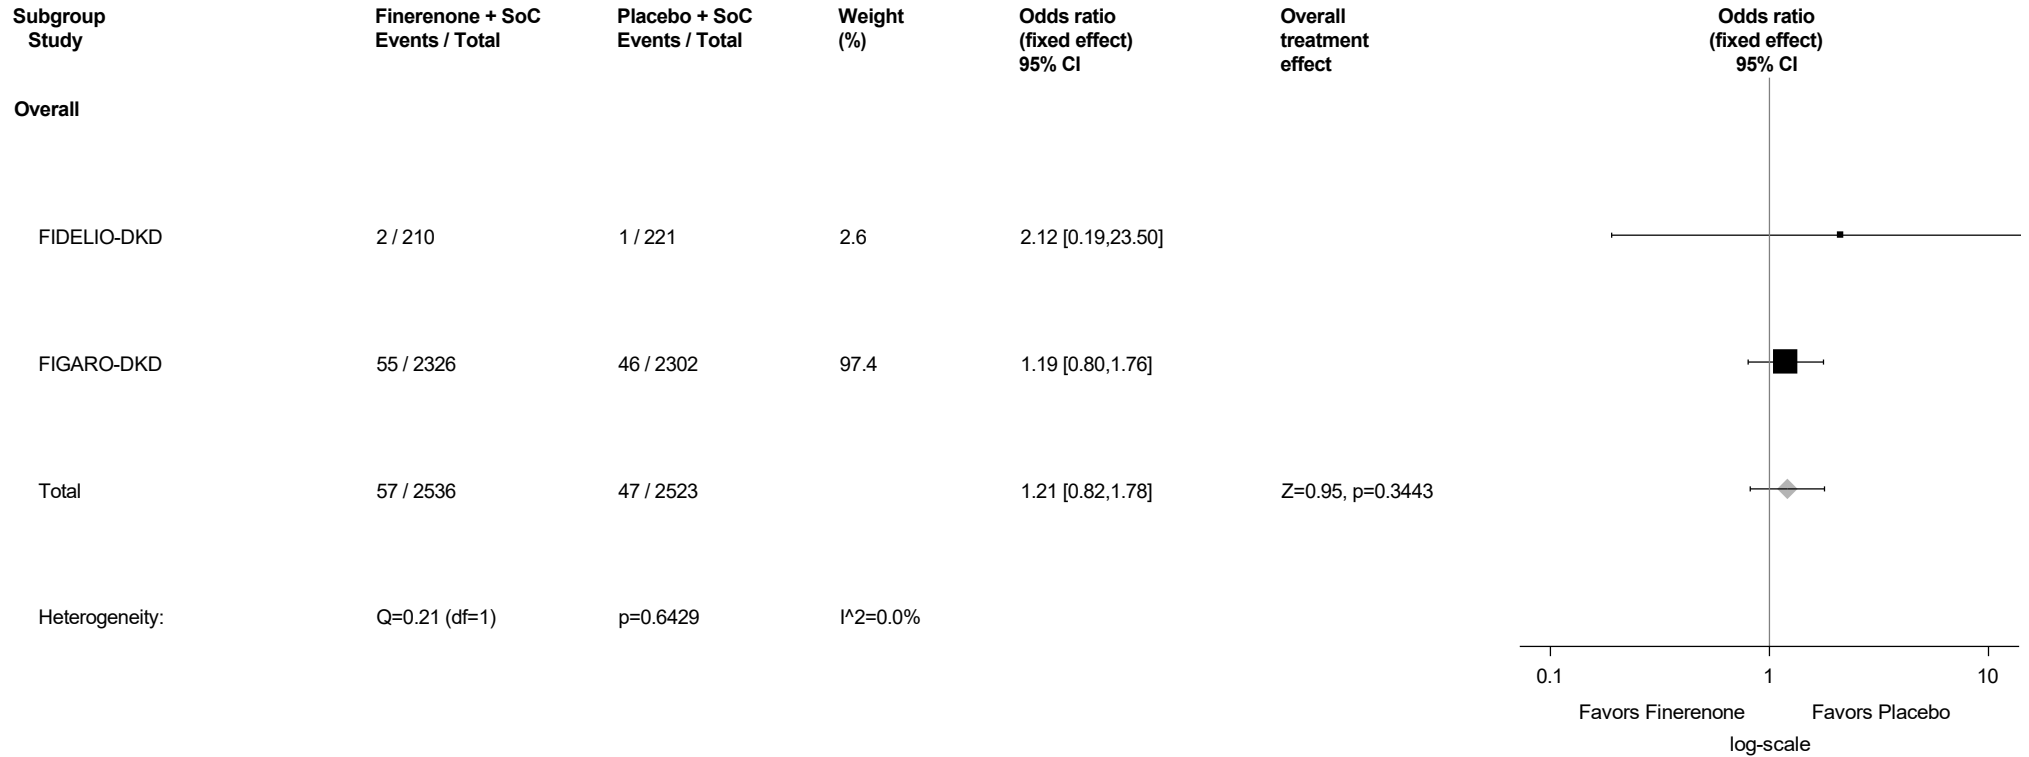 Subgroup Finerenone + SoC Placebo + SoC Weight Odds ratio Overall Odds ratio
Study Events / Total Events / Total (%) (fixed effect) treatment (fixed effect)
95% CI effect 95% CI
Overall
FIDELIO-DKD 2 / 210 1 / 221 2.6 2.12 [0.19,23.50]
FIGARO-DKD 55 / 2326 46 / 2302 97.4 1.19 [0.80,1.76]
Total 57 / 2536 47 / 2523 1.21 [0.82,1.78] Z=0.95, p=0.3443
Heterogeneity: Q=0.21 (df=1) p=0.6429 I^2=0.0%
0.1 1 10
Favors Finerenone Favors Placebo
log-scale